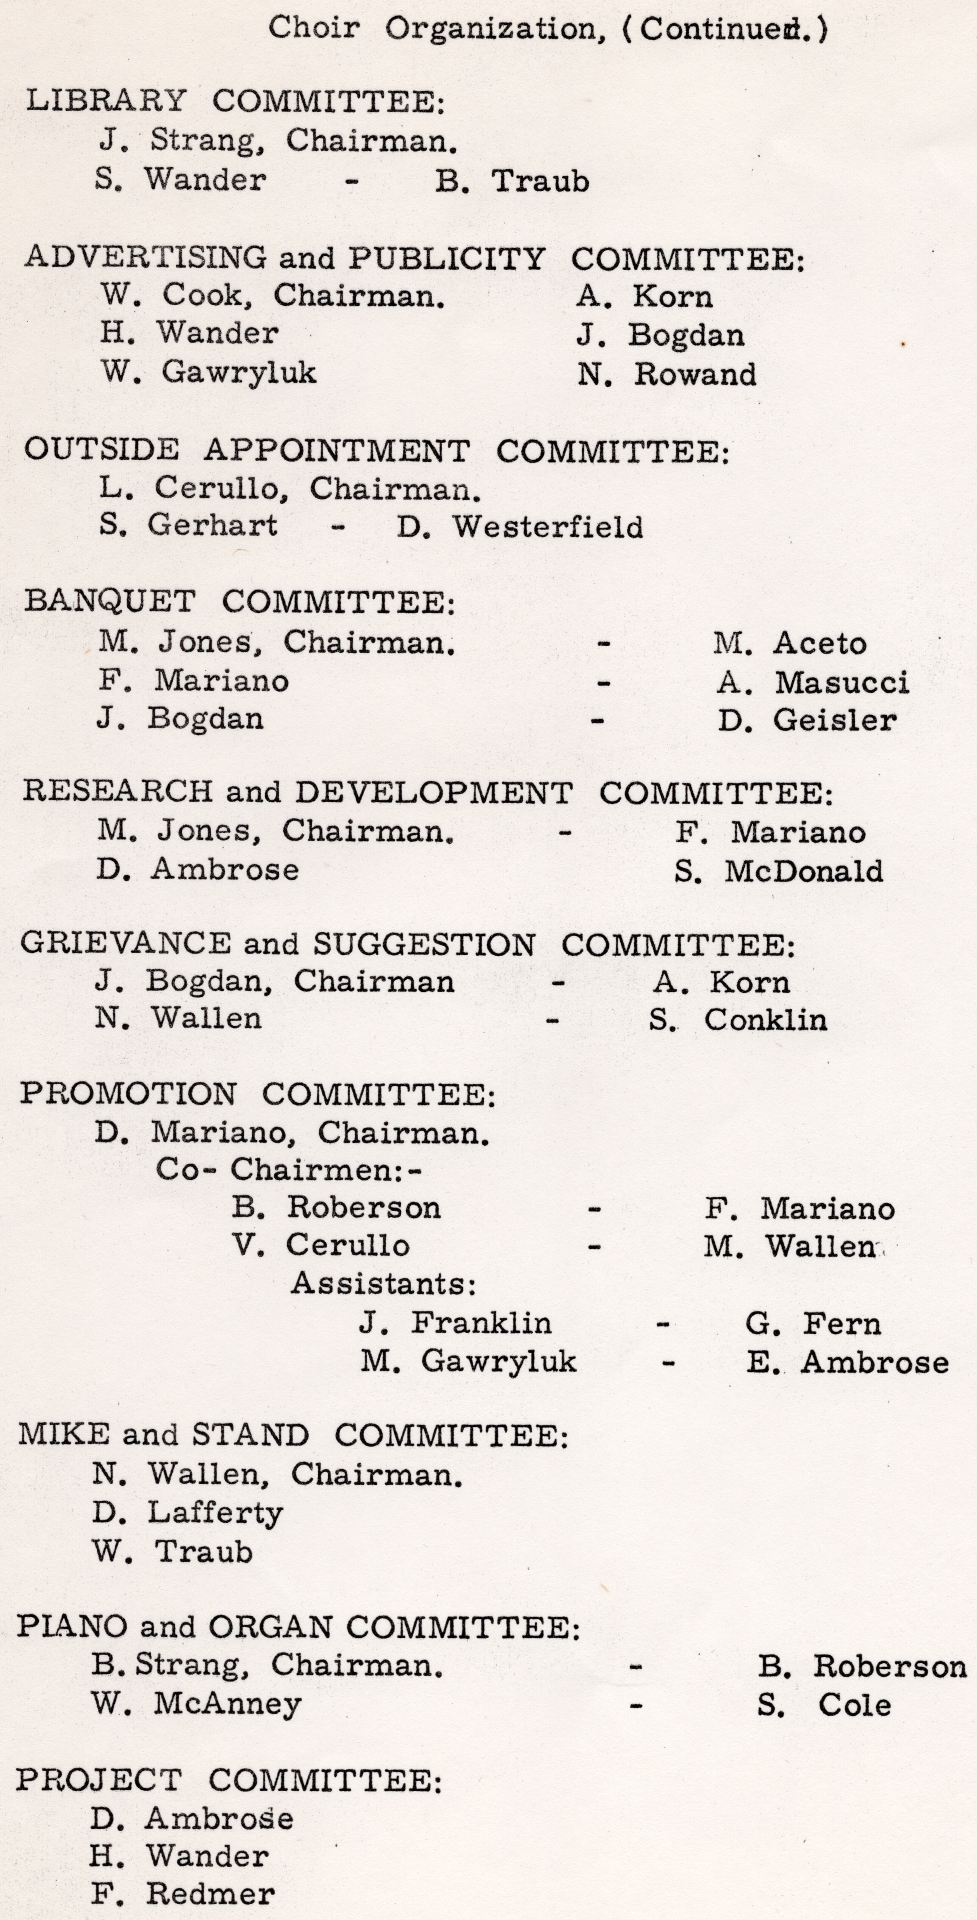 Choir Organization, (Continued.)
LIBRARY COMMITTEE:
J. Strang, Chairman.
S. Wander - B. Traub
ADVERTISING and PUBLICITY COMMITTEE:
W. Cook, Chairman. A. Korn
H. Wander J. Bogdan
W. Gawryluk N. Rowand
OUTSIDE APPOINTMENT COMMITTEE:
L. Cerullo, Chairman.
S. Gerhart - D. Westerfield
BANQUET COMMITTEE:
M. Jones, Chairman. - M. Aceto
F. Mariano - A. Masucci
J. Bogdan - D. Geisler
RESEARCH and DEVELOPMENT COMMITTEE:
M. Jones, Chairman. - F. Mariano
D. Ambrose S. McDonald
GRIEVANCE and SUGGESTION COMMITTEE:
J. Bogdan, Chairman - A. Korn
N. Wallen - S. Conklin
PROMOTION COMMITTEE:
D. Mariano, Chairman.
Co- Chairmen:-
B. Roberson - F. Mariano
V. Cerullo - M. Wallen
Assistants:
J. Franklin - G. Fern
M. Gawryluk - E. Ambrose
MIKE and STAND COMMITTEE:
N. Wallen, Chairman.
D. Lafferty
W. Traub
PIANO and ORGAN COMMITTEE:
B. Strang, Chairman. - B. Roberson
W. McAnney - S. Cole
PROJECT COMMITTEE:
D. Ambrose
H. Wander
F. Redmer